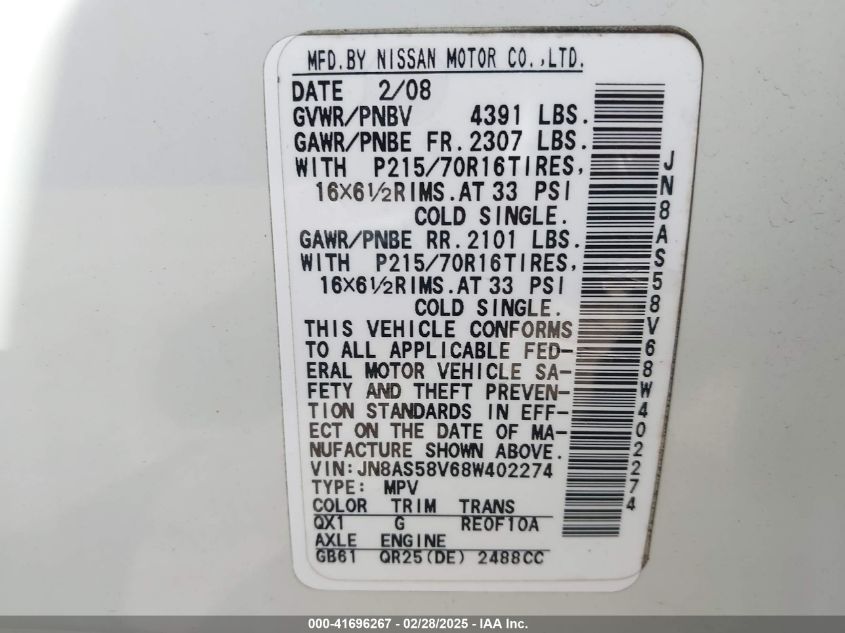 MFD.BY NISSAN MOTOR CO.,LTD.
DATE 2/08
GVWR/PNBV 4391 LBS.
GAWR/PNBE FR.2307 LBS.
WITH P215/70R16TIRES,
16X6½RIMS.AT 33 PSI
COLD SINGLE.
GAWR/PNBE RR.2101 LBS.
WITH P215/70R16TIRES,
16X6½RIMS.AT 33 PSI
COLD SINGLE.
THIS VEHICLE CONFORMS
TO ALL APPLICABLE FED-
ERAL MOTOR VEHICLE SA-
FETY AND THEFT PREVEN-
TION STANDARDS IN EFF-
ECT ON THE DATE OF MA-
NUFACTURE SHOWN ABOVE.
VIN:JN8AS58V68W402274
TYPE: MPV
COLOR TRIM TRANS
QX1 G RE0F10A
AXLE ENGINE
GB61 QR25(DE) 2488CC
JN8AS58V68W402274
000-41696267 - 02/28/2025 - IAA Inc.